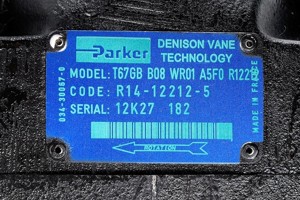 Parker
DENISON VANE
TECHNOLOGY
MODEL: T67GB B08 WR01 A5F0 R1221
CODE: R14-12212-5
SERIAL: 12K27 182
034-30067-0
MADE IN FRANCE
ROTATION